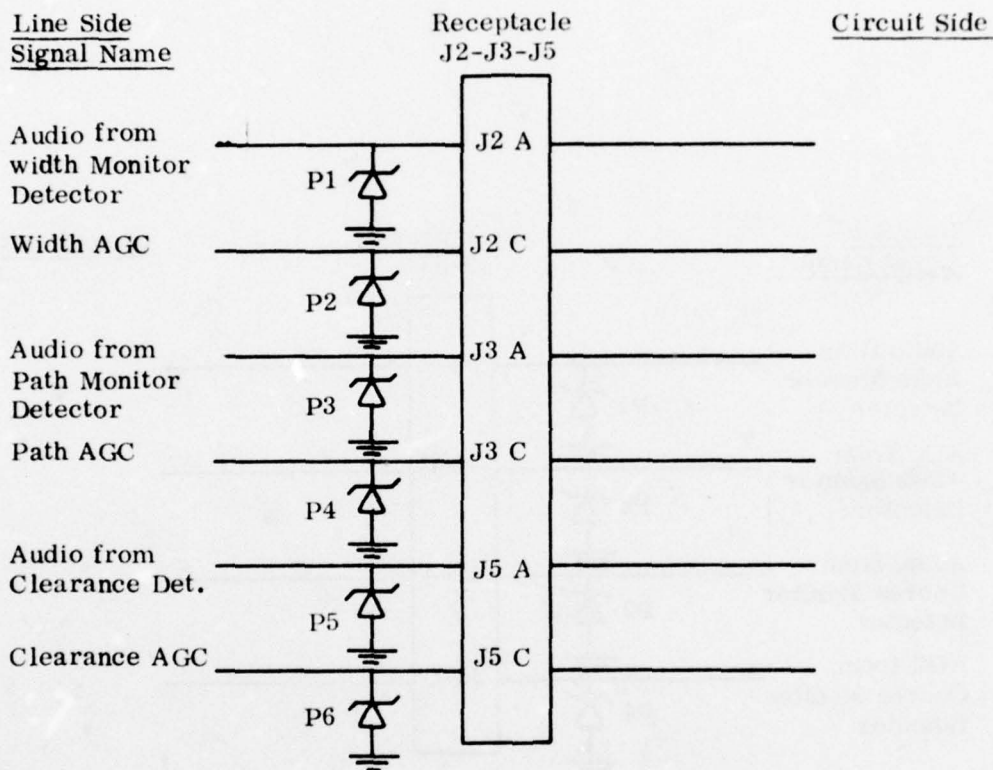 Line Side
Signal Name
Receptacle
J2-J3-J5
Circuit Side
Audio from
width Monitor
Detector
P1
J2 A
Width AGC
P2
J2 C
Audio from
Path Monitor
Detector
P3
J3 A
Path AGC
P4
J3 C
Audio from
Clearance Det.
P5
J5 A
Clearance AGC
P6
J5 C